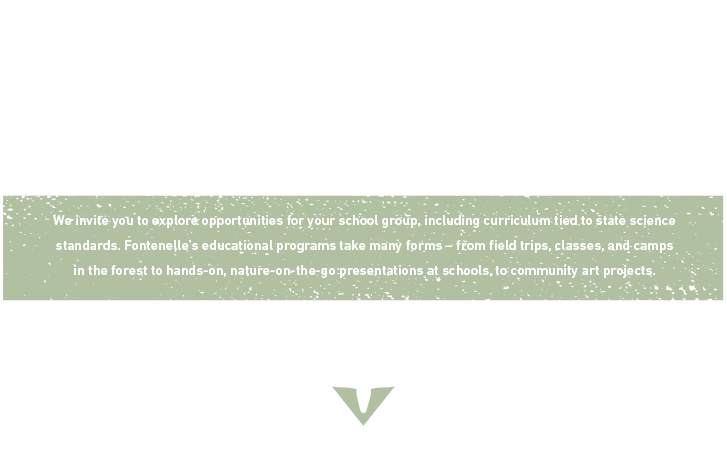 We invite you to explore opportunities for your school group, including curriculum tied to state science
standards. Fontenelle's educational programs take many forms – from field trips, classes, and camps
in the forest to hands-on, nature-on-the-go presentations at schools, to community art projects.